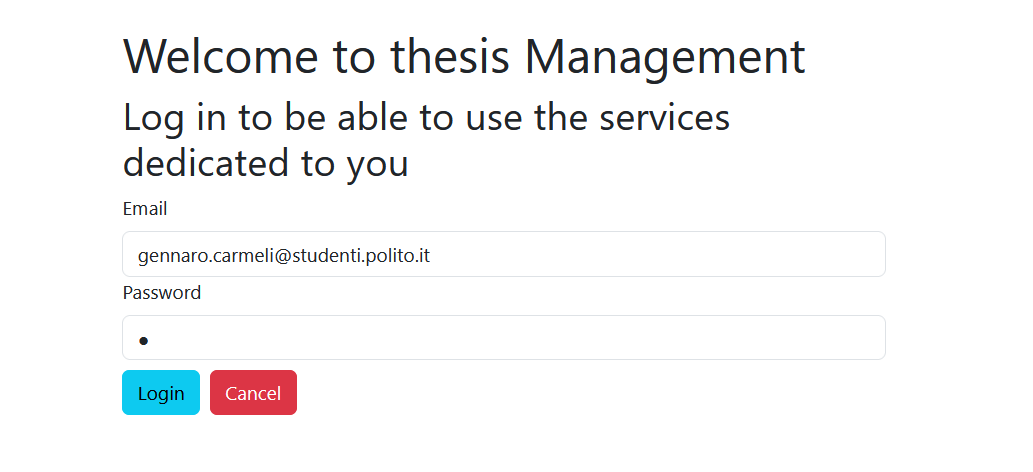 Welcome to thesis Management
Log in to be able to use the services
dedicated to you
Email
gennaro.carmeli@studenti.polito.it
Password
•
Login Cancel